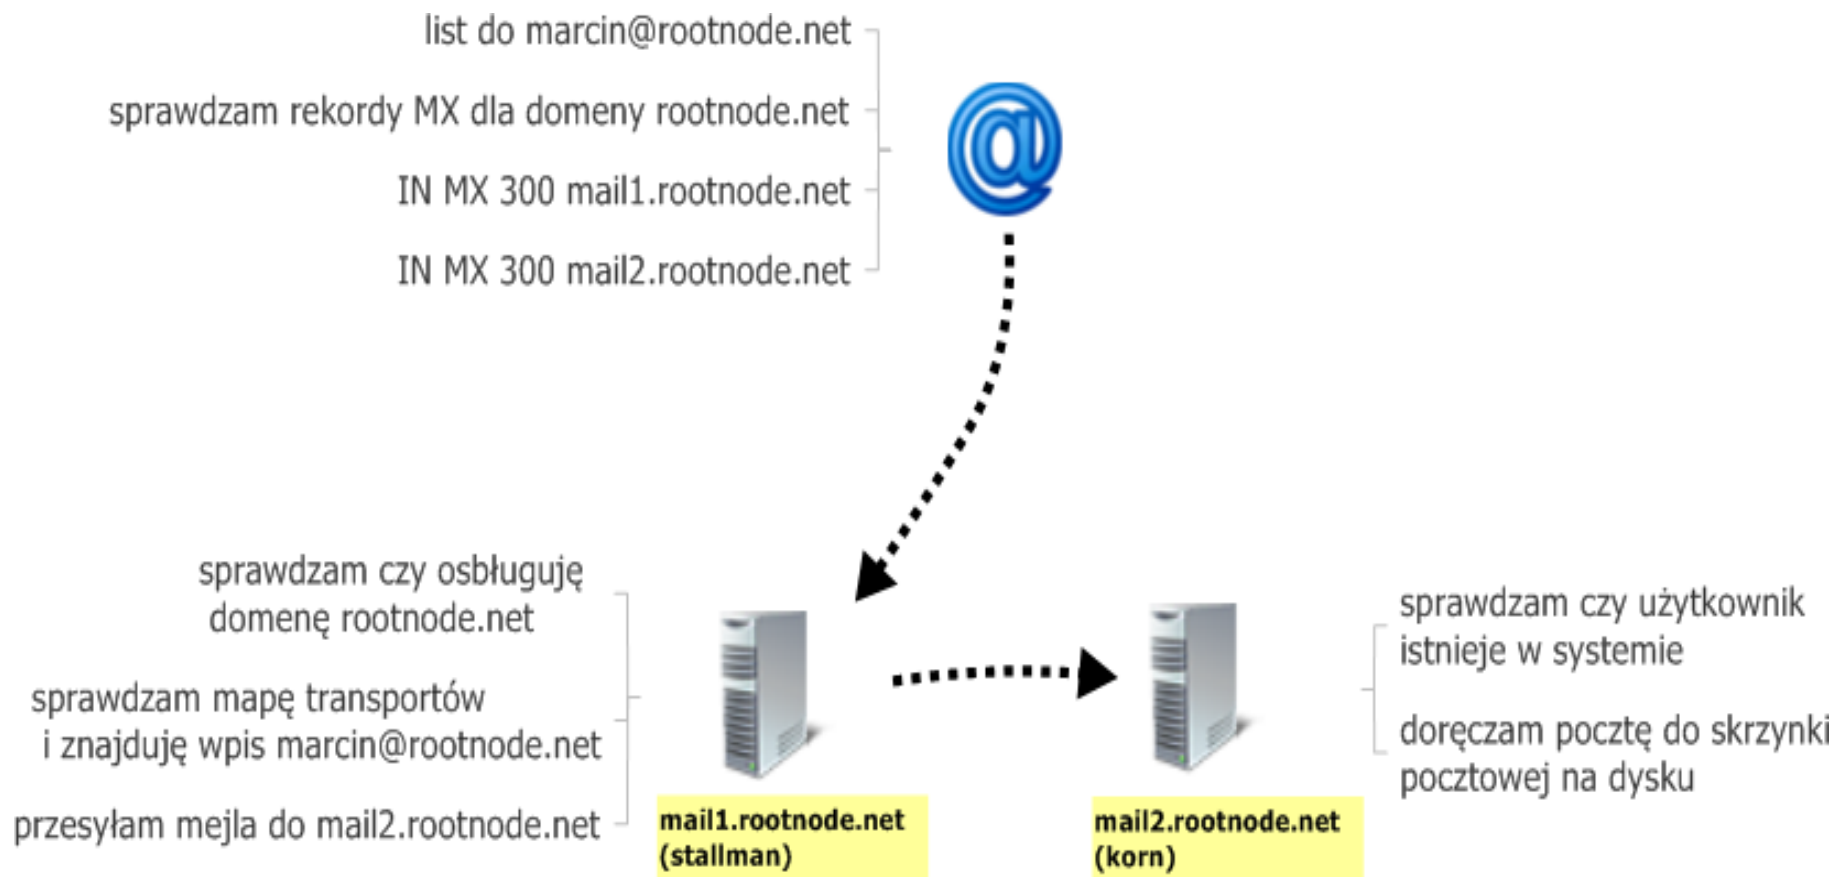 list do marcin@rootnode.net
sprawdzam rekordy MX dla domeny rootnode.net
IN MX 300 mail1.rootnode.net
IN MX 300 mail2.rootnode.net
sprawdzam czy osbługuję
domenę rootnode.net
sprawdzam mapę transportów
i znajduję wpis marcin@rootnode.net
przesyłam mejla do mail2.rootnode.net
mail1.rootnode.net
(stallman)
mail2.rootnode.net
(korn)
sprawdzam czy użytkownik
istnieje w systemie
doręczam pocztę do skrzynki
pocztowej na dysku